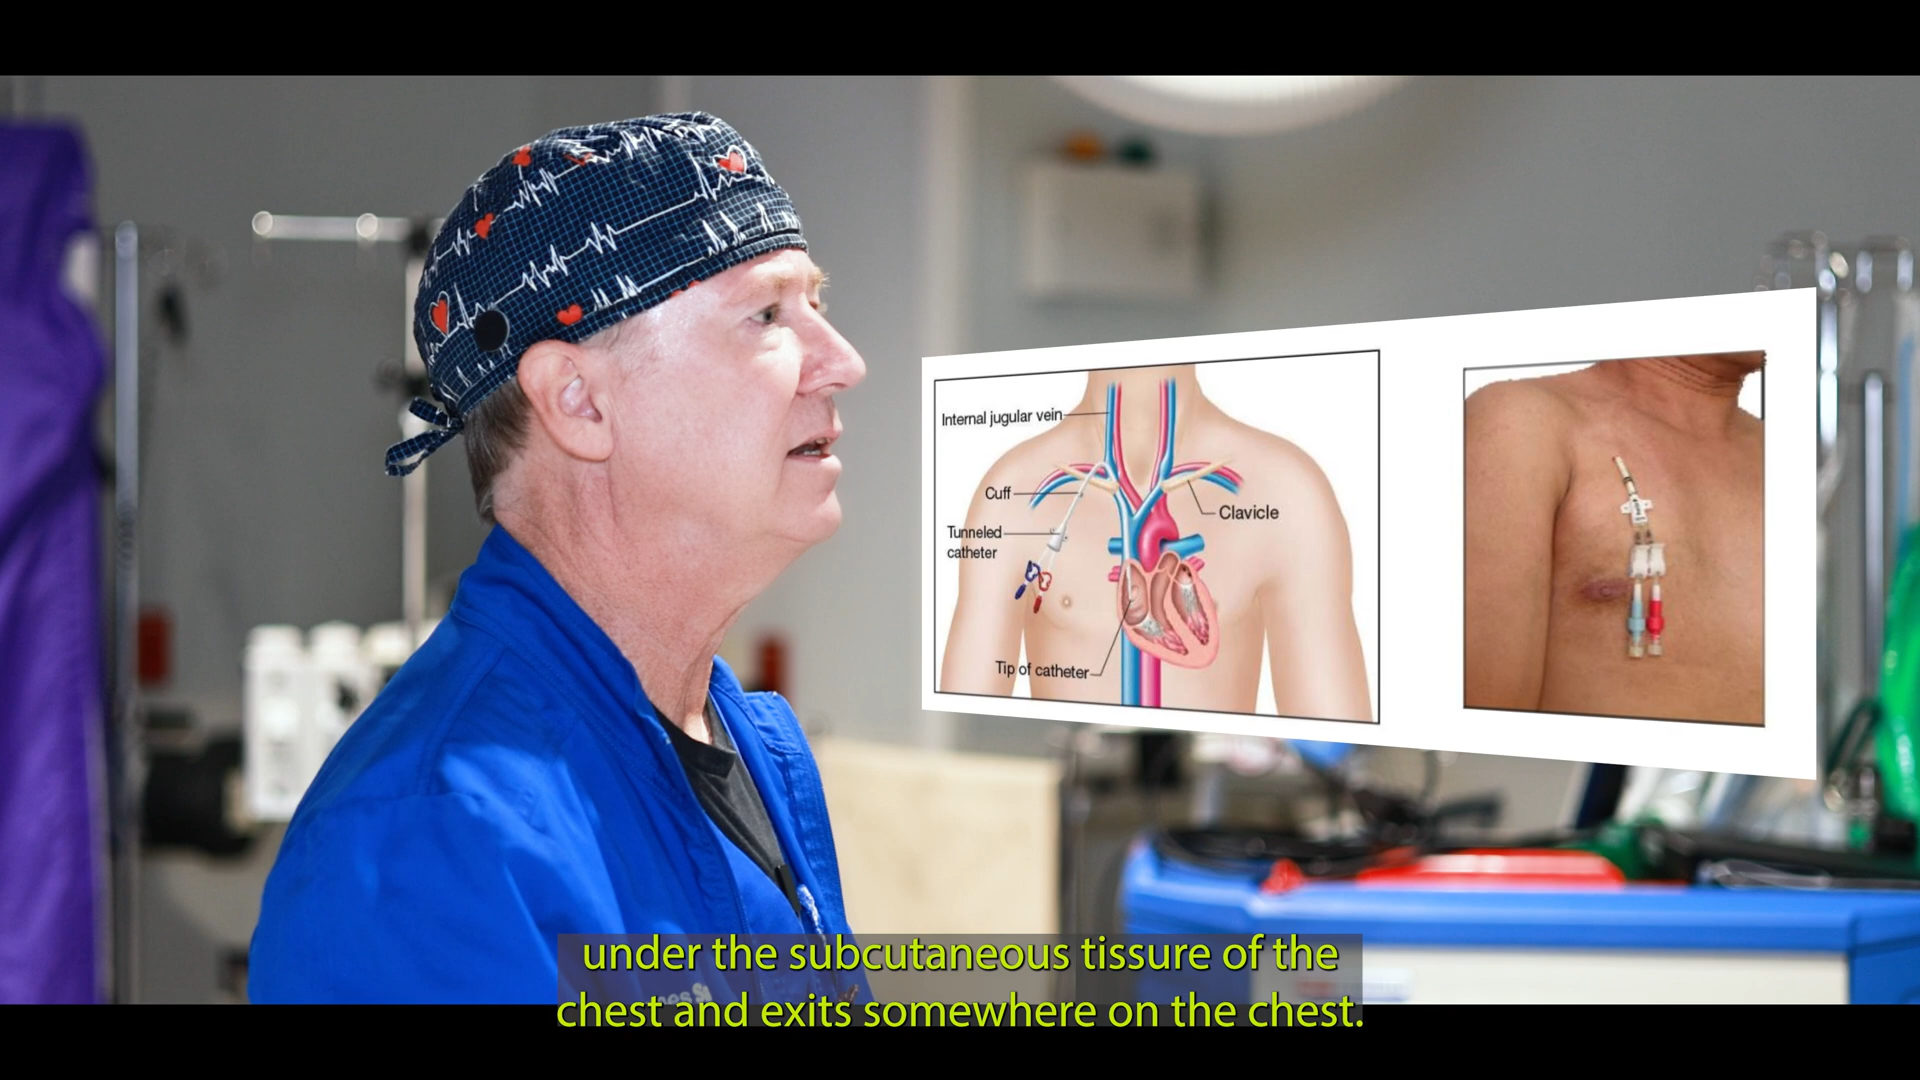 Internal jugular vein
Cuff
Clavicle
Tunneled
catheter
Tip of catheter
under the subcutaneous tissure of the
chest and exits somewhere on the chest.